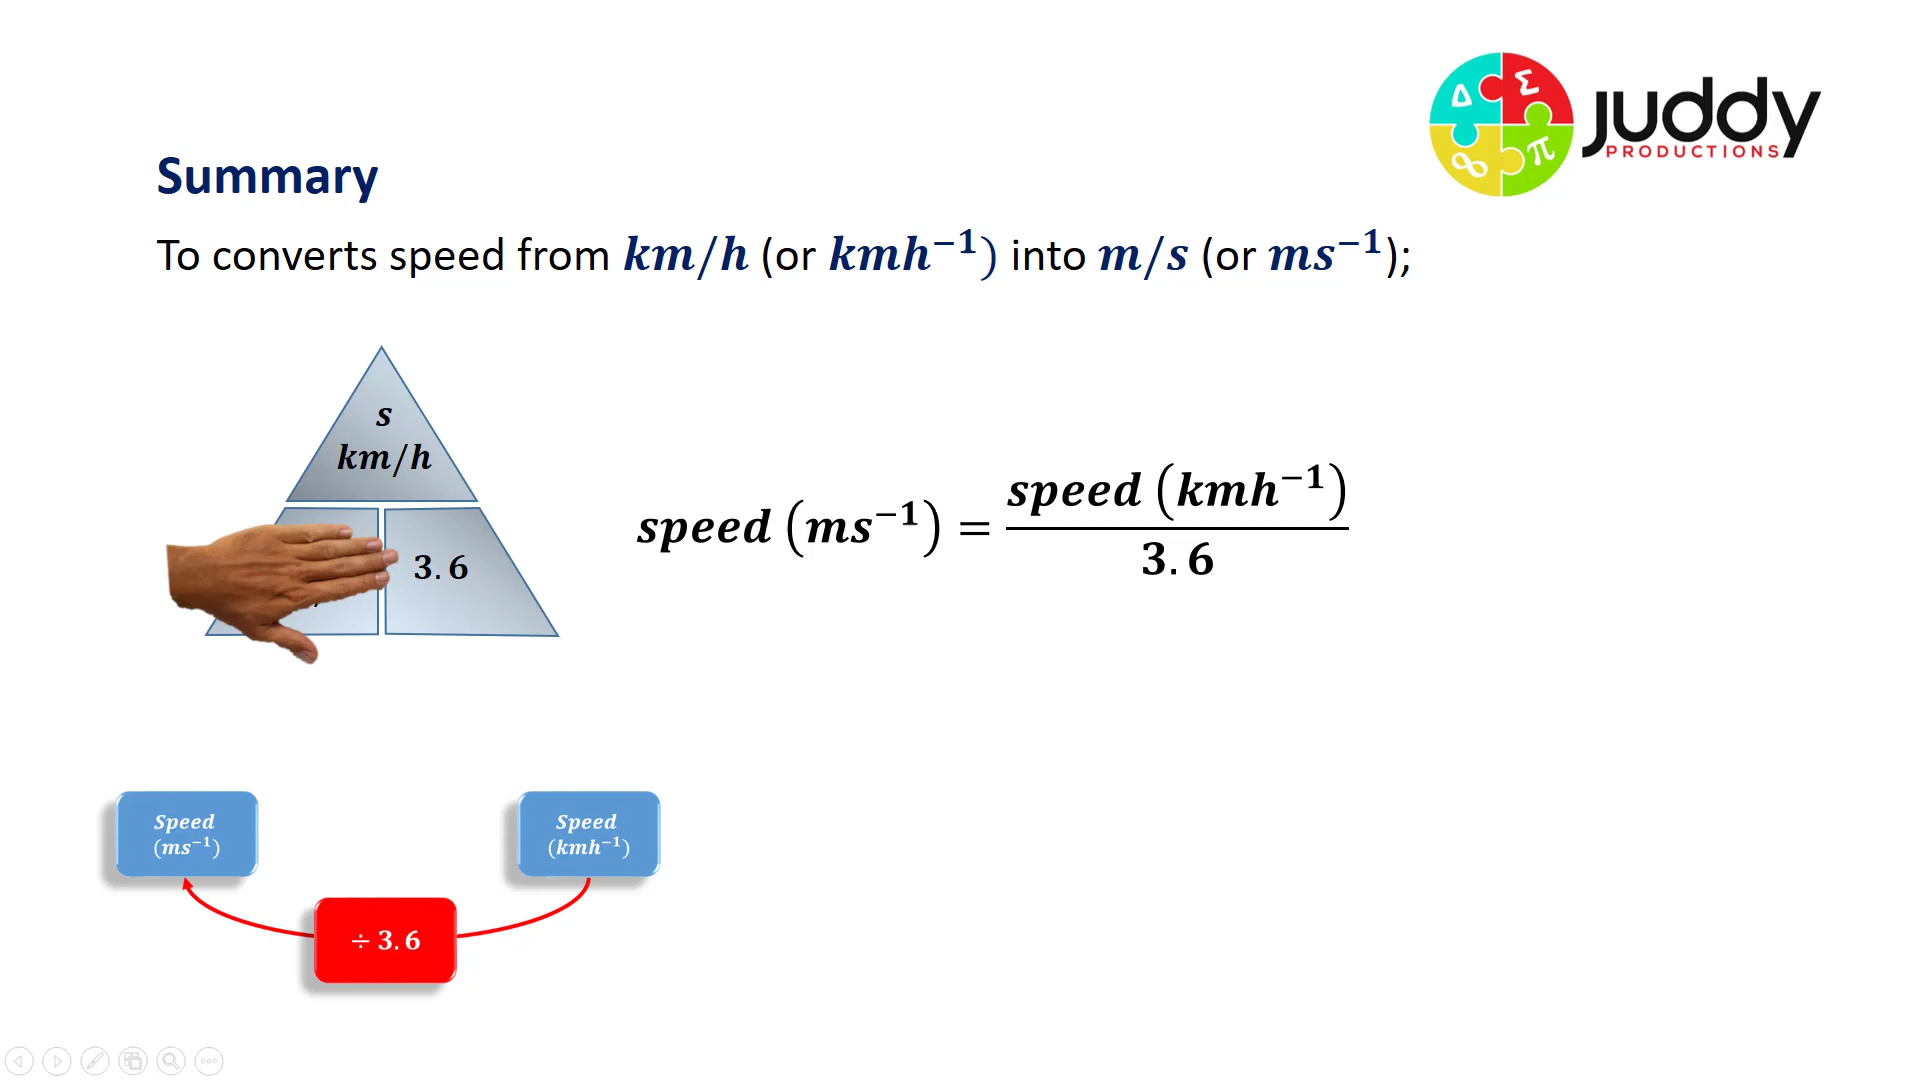 Δ Σ
∞ π
juddy
PRODUCTIONS
Summary
To converts speed from km/h (or kmh⁻¹) into m/s (or ms⁻¹);
s
km/h
3.6
speed (ms⁻¹) = speed (kmh⁻¹)
3.6
Speed
(ms⁻¹)
Speed
(kmh⁻¹)
÷ 3.6